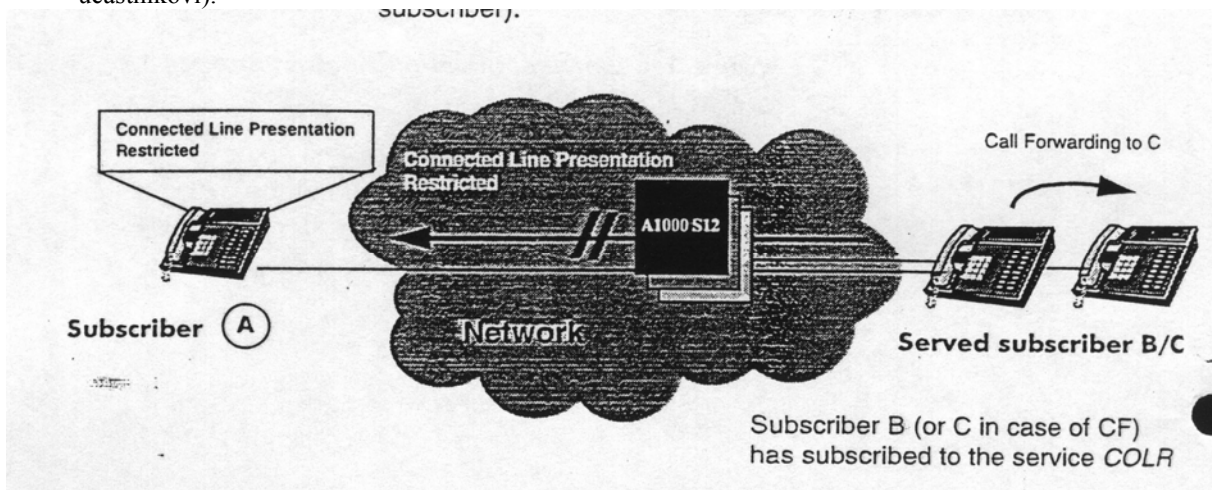 účastníkovi).
subscriber).
Connected Line Presentation
Restricted
Connected Line Presentation
Restricted
A1000 S12
Call Forwarding to C
Subscriber A
Network
Served subscriber B/C
Subscriber B (or C in case of CF)
has subscribed to the service COLR